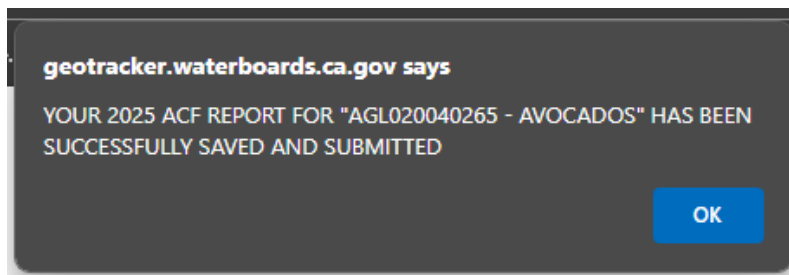 geotracker.waterboards.ca.gov says
YOUR 2025 ACF REPORT FOR "AGL020040265 - AVOCADOS" HAS BEEN
SUCCESSFULLY SAVED AND SUBMITTED
OK